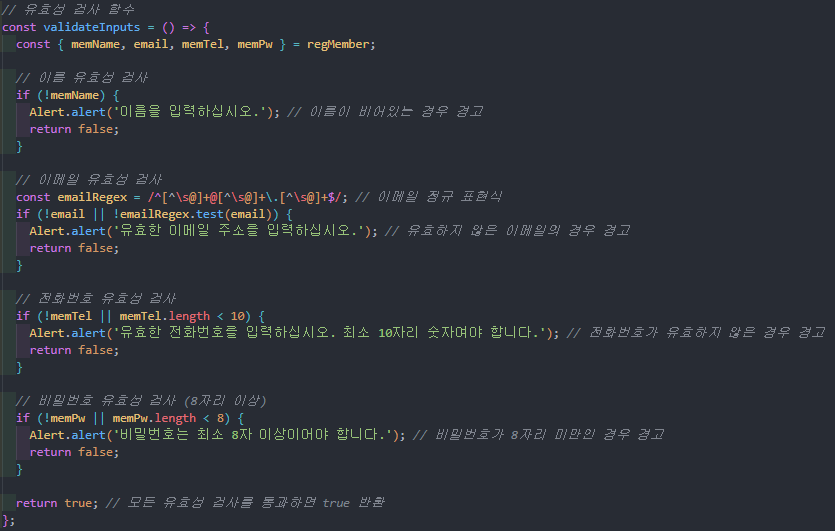 // 유효성 검사 함수
const validateInputs = () => {
const { memName, email, memTel, memPw } = regMember;
// 이름 유효성 검사
if (!memName) {
Alert.alert('이름을 입력하십시오.'); // 이름이 비어있는 경우 경고
return false;
}
// 이메일 유효성 검사
const emailRegex = /^[^\s@]+@[^\s@]+\.[^\s@]+$/; // 이메일 정규 표현식
if (!email || !emailRegex.test(email)) {
Alert.alert('유효한 이메일 주소를 입력하십시오.'); // 유효하지 않은 이메일의 경우 경고
return false;
}
// 전화번호 유효성 검사
if (!memTel || memTel.length < 10) {
Alert.alert('유효한 전화번호를 입력하십시오. 최소 10자리 숫자여야 합니다.'); // 전화번호가 유효하지 않은 경우 경고
return false;
}
// 비밀번호 유효성 검사 (8자리 이상)
if (!memPw || memPw.length < 8) {
Alert.alert('비밀번호는 최소 8자 이상이어야 합니다.'); // 비밀번호가 8자리 미만인 경우 경고
return false;
}
return true; // 모든 유효성 검사를 통과하면 true 반환
};